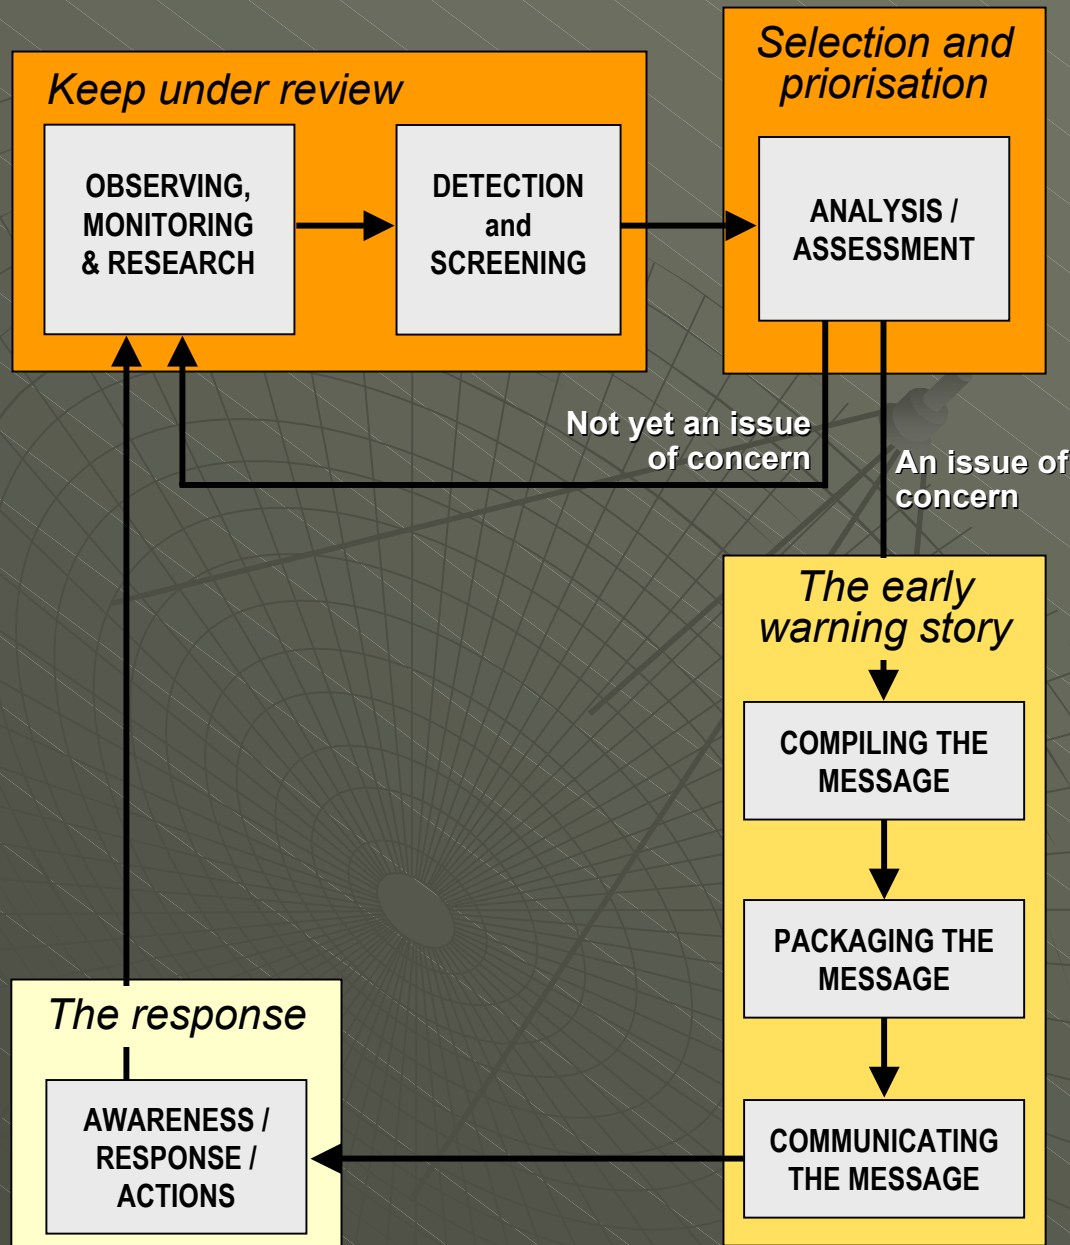 Keep under review
OBSERVING,
MONITORING
& RESEARCH
DETECTION
and
SCREENING
Selection and
priorisation
ANALYSIS /
ASSESSMENT
Not yet an issue
of concern
An issue of
concern
The early
warning story
COMPILING THE
MESSAGE
PACKAGING THE
MESSAGE
COMMUNICATING
THE MESSAGE
The response
AWARENESS /
RESPONSE /
ACTIONS